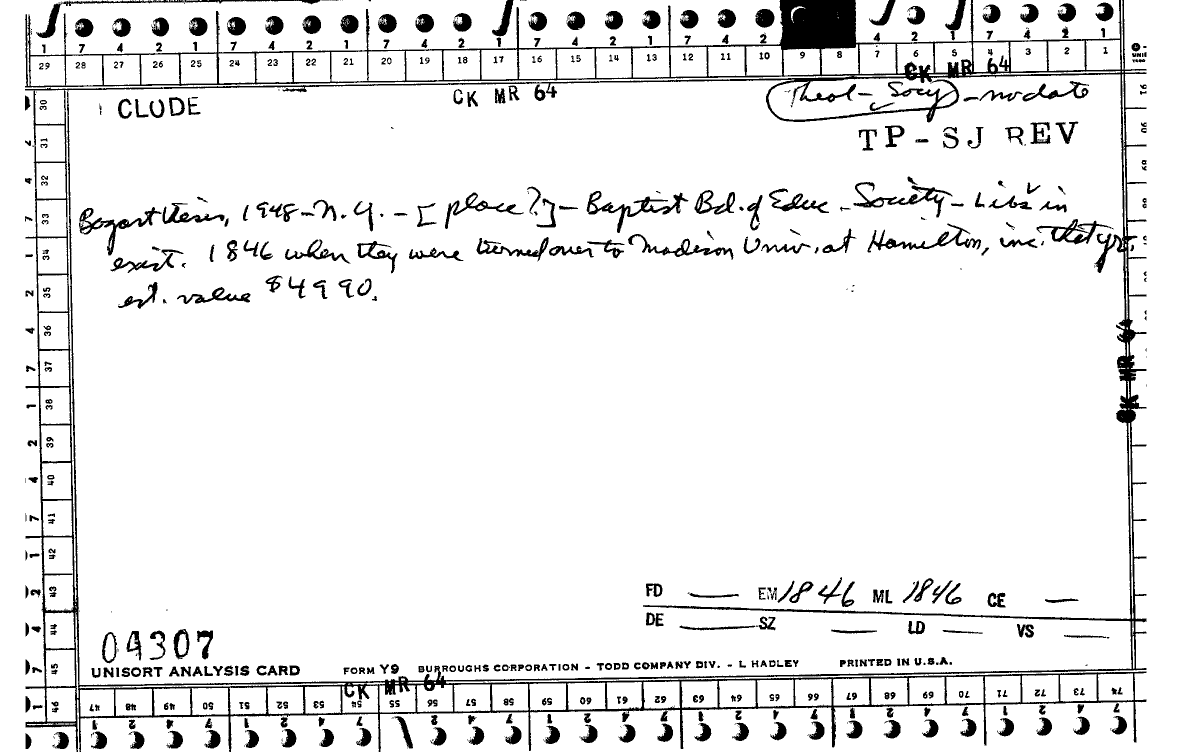 1 7 4 2 1 7 4 2 1 7 4 2 1 7 4 2 1 7 4 2 4 2 1 7 4 2 1
29 28 27 26 25 24 23 22 21 20 19 18 17 16 15 14 13 12 11 10 9 8 7 6 5 4 3 2 1
CK MR 64
CLUDE
CK MR 64
Theol - Socy - no date
TP - SJ REV
Bogart thesis, 1948 - N.Y. - [place?] - Baptist Bd. of Educ - Society - Libs in
exist. 1846 when they were turned over to Madison Univ. at Hamilton, inc. that yr.
est. value $4990.
30
31
32
33
34
35
36
37
38
39
40
41
42
43
44
45
46
CK MR 64
FD EM 1846 ML 1846 CE
DE SZ LD VS
04307
UNISORT ANALYSIS CARD FORM Y9 BURROUGHS CORPORATION - TODD COMPANY DIV. - L HADLEY PRINTED IN U.S.A.
CK MR 64
47 48 49 50 51 52 53 54 55 56 57 58 59 60 61 62 63 64 65 66 67 68 69 70 71 72 73 74